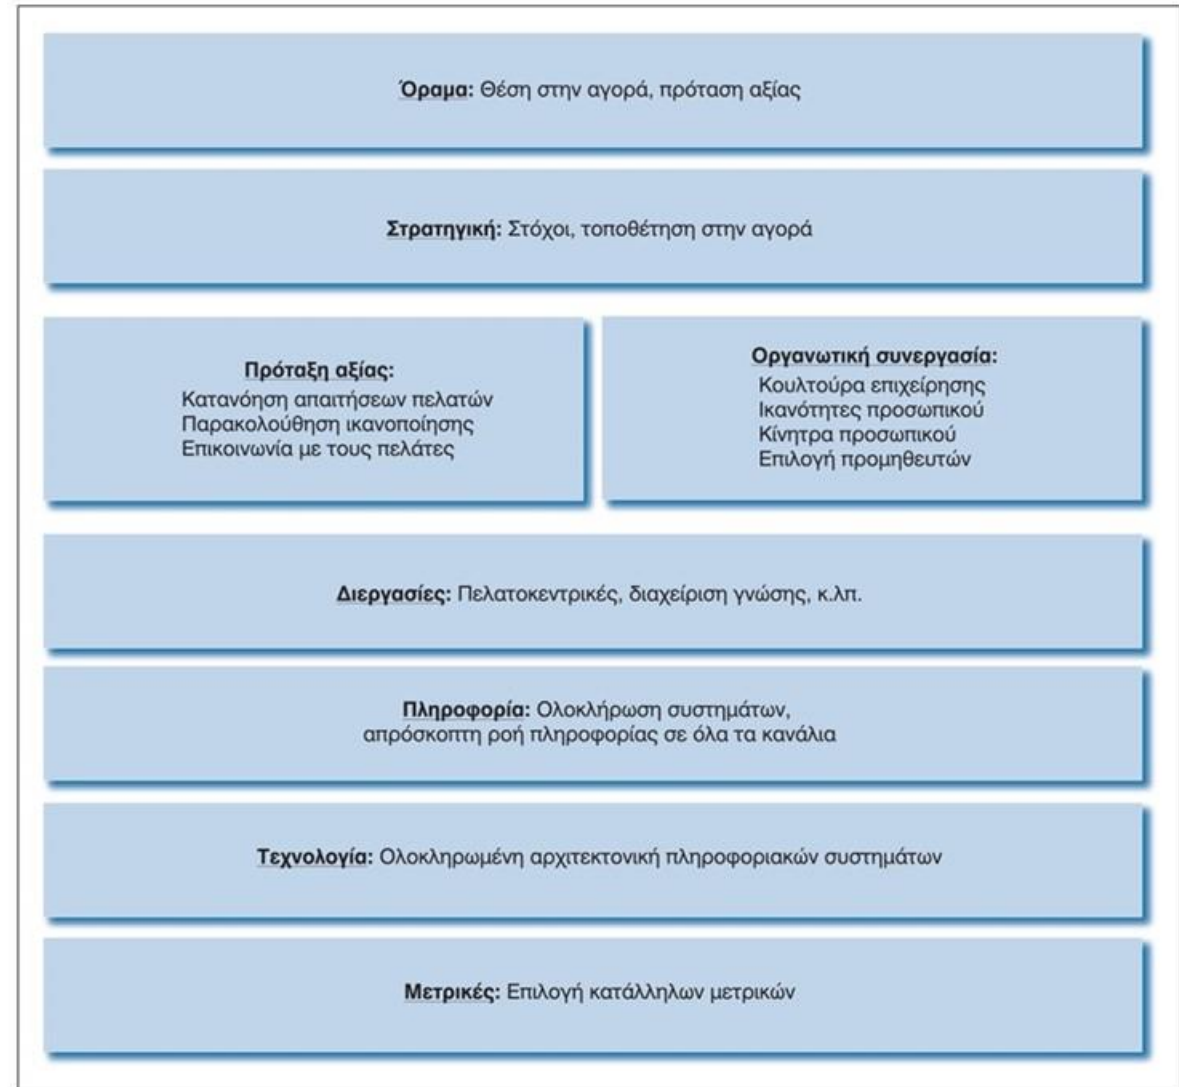 Όραμα: Θέση στην αγορά, πρόταση αξίας
Στρατηγική: Στόχοι, τοποθέτηση στην αγορά
Πρόταξη αξίας:
Κατανόηση απαιτήσεων πελατών
Παρακολούθηση ικανοποίησης
Επικοινωνία με τους πελάτες
Οργανωτική συνεργασία:
Κουλτούρα επιχείρησης
Ικανότητες προσωπικού
Κίνητρα προσωπικού
Επιλογή προμηθευτών
Διεργασίες: Πελατοκεντρικές, διαχείριση γνώσης, κ.λπ.
Πληροφορία: Ολοκλήρωση συστημάτων,
απρόσκοπτη ροή πληροφορίας σε όλα τα κανάλια
Τεχνολογία: Ολοκληρωμένη αρχιτεκτονική πληροφοριακών συστημάτων
Μετρικές: Επιλογή κατάλληλων μετρικών